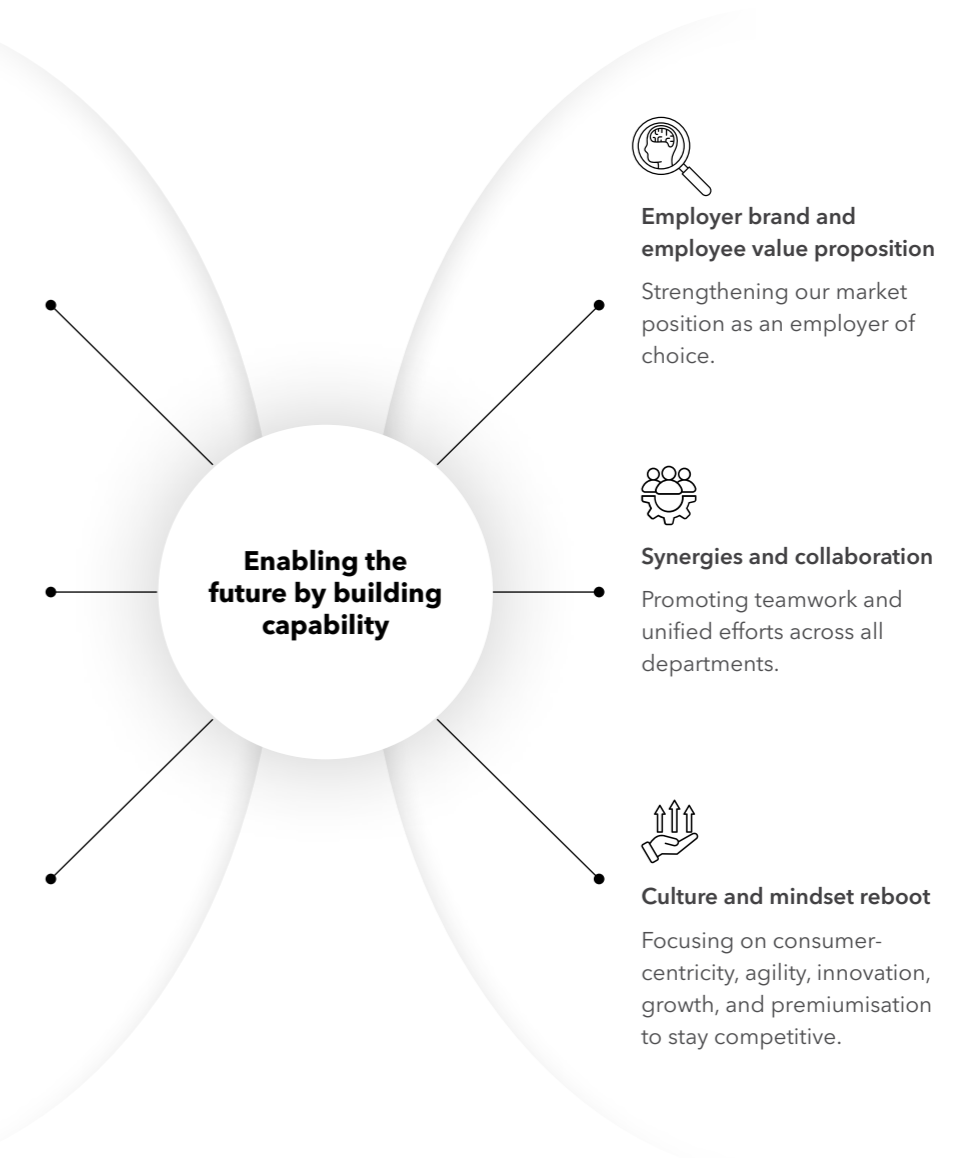 Enabling the
future by building
capability
Employer brand and
employee value proposition
Strengthening our market
position as an employer of
choice.
Synergies and collaboration
Promoting teamwork and
unified efforts across all
departments.
Culture and mindset reboot
Focusing on consumer-
centricity, agility, innovation,
growth, and premiumisation
to stay competitive.